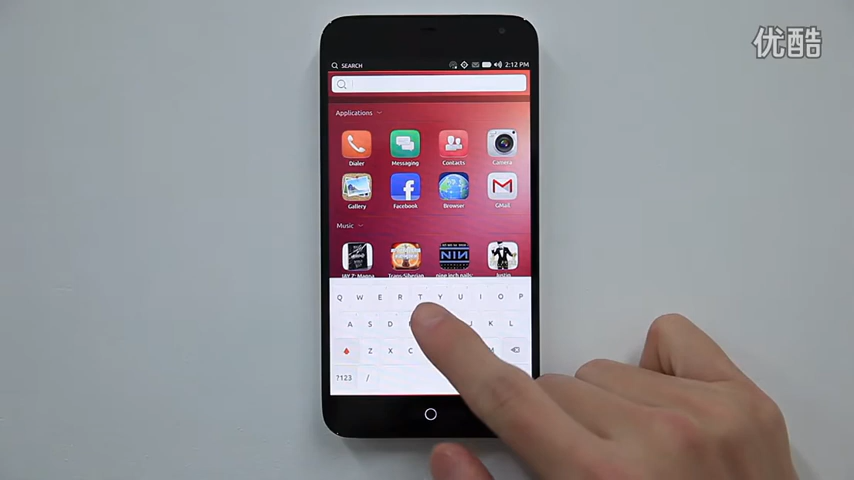 优酷
SEARCH 2:12 PM
Applications
Dialer Messaging Contacts Camera
Gallery Facebook Browser GMail
Music
NIN
JAY Z: Magna Trans-Siberian nine inch nails: Justin
Q W E R T Y U I O P
A S D J K L
Z X C M
?123 /